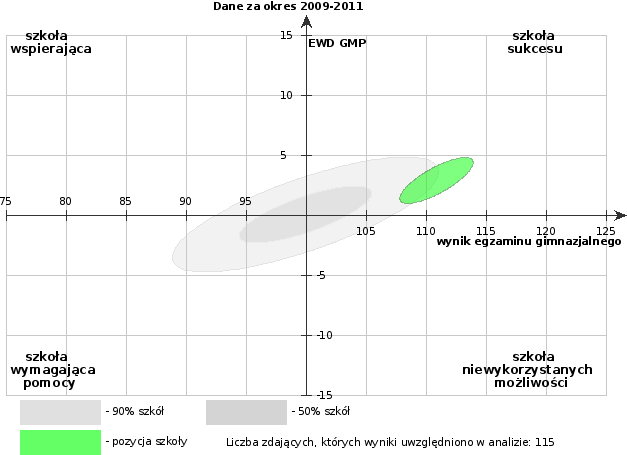 Dane za okres 2009-2011
szkoła
wspierająca
15
EWD GMP
szkoła
sukcesu
10
5
75 80 85 90 95
105 110 115 120 125
wynik egzaminu gimnazjalnego
-5
-10
szkoła
wymagająca
pomocy
szkoła
niewykorzystanych
możliwości
-15
- 90% szkół
- 50% szkół
- pozycja szkoły
Liczba zdających, których wyniki uwzględniono w analizie: 115